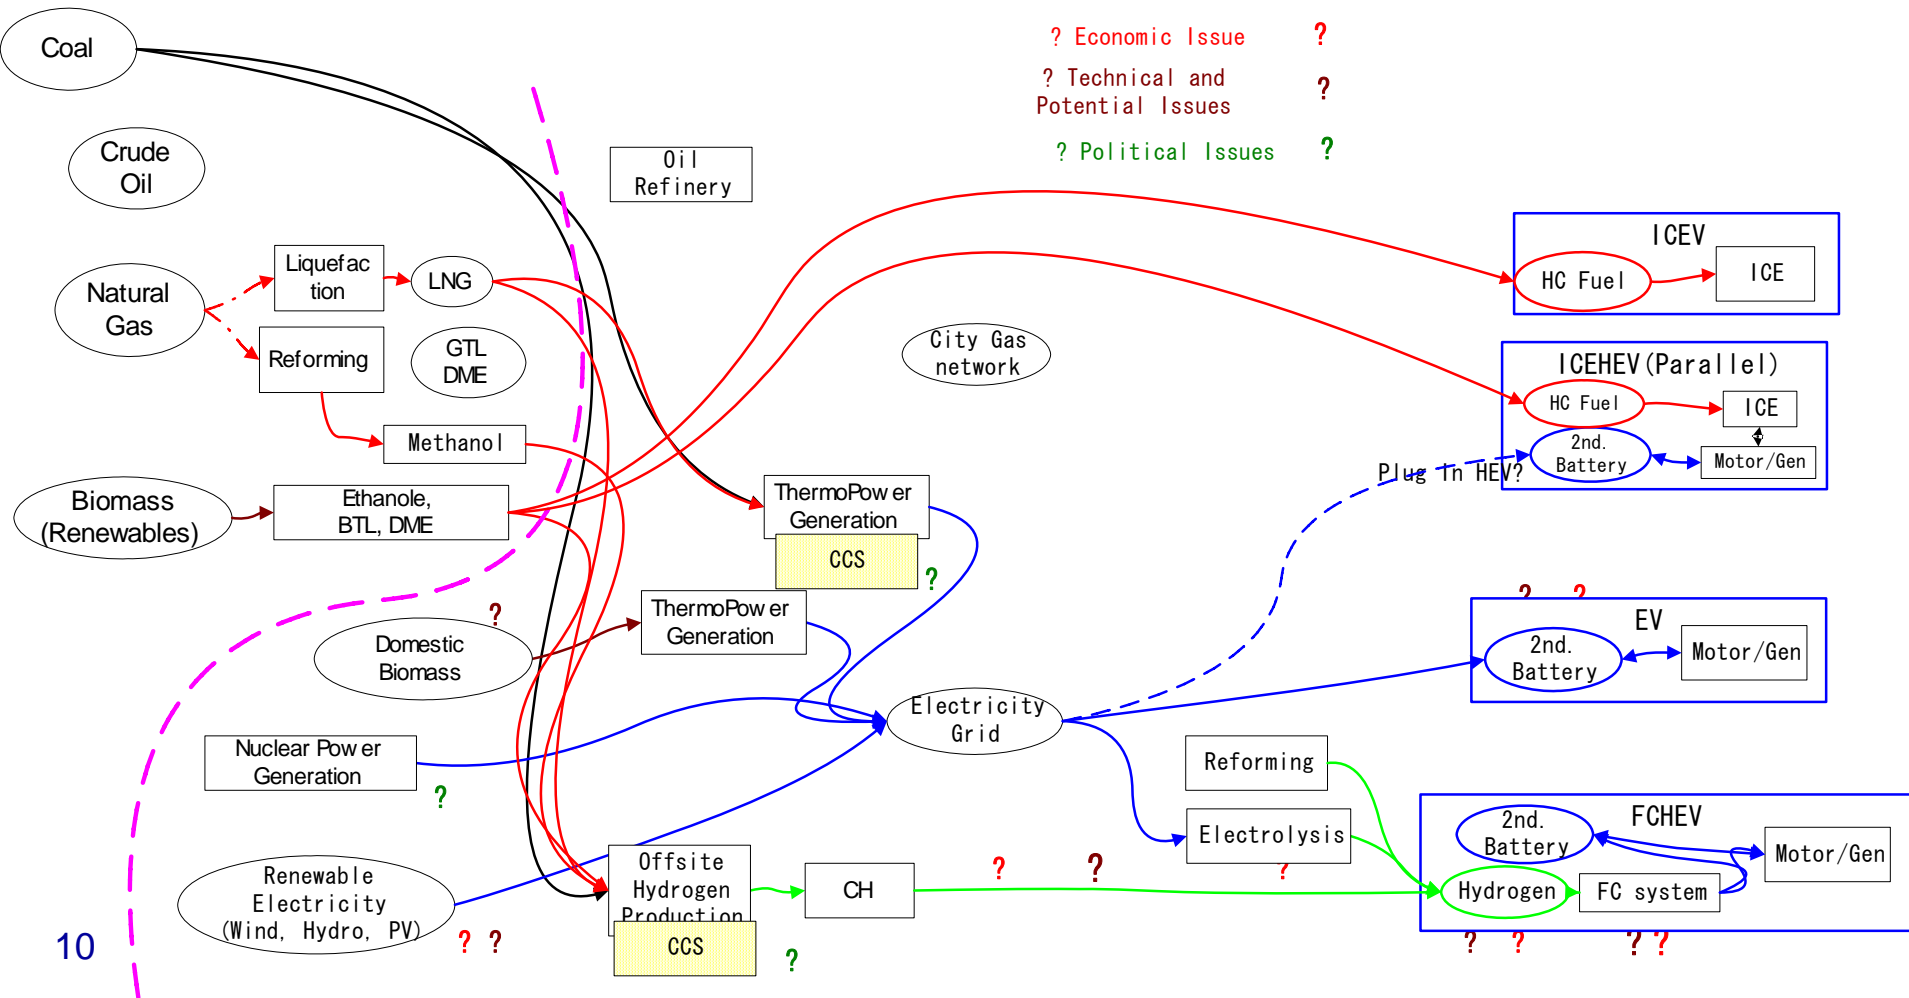 Coal
? Economic Issue ?
? Technical and
Potential Issues ?
? Political Issues ?
Crude
Oil
Oil
Refinery
Natural
Gas
Liquefac
tion
LNG
Reforming
GTL
DME
Methanol
City Gas
network
ICEV
HC Fuel
ICE
ICEHEV(Parallel)
HC Fuel
ICE
2nd.
Battery
Motor/Gen
Plug In HEV?
Biomass
(Renewables)
Ethanole,
BTL, DME
ThermoPower
Generation
CCS
?
?
Domestic
Biomass
ThermoPower
Generation
? ?
EV
2nd.
Battery
Motor/Gen
Electricity
Grid
Nuclear Power
Generation
?
Reforming
Electrolysis
?
FCHEV
2nd.
Battery
Motor/Gen
Hydrogen
FC system
? ? ? ?
Renewable
Electricity
(Wind, Hydro, PV)
? ?
Offsite
Hydrogen
Production
CCS
?
CH
? ?
10